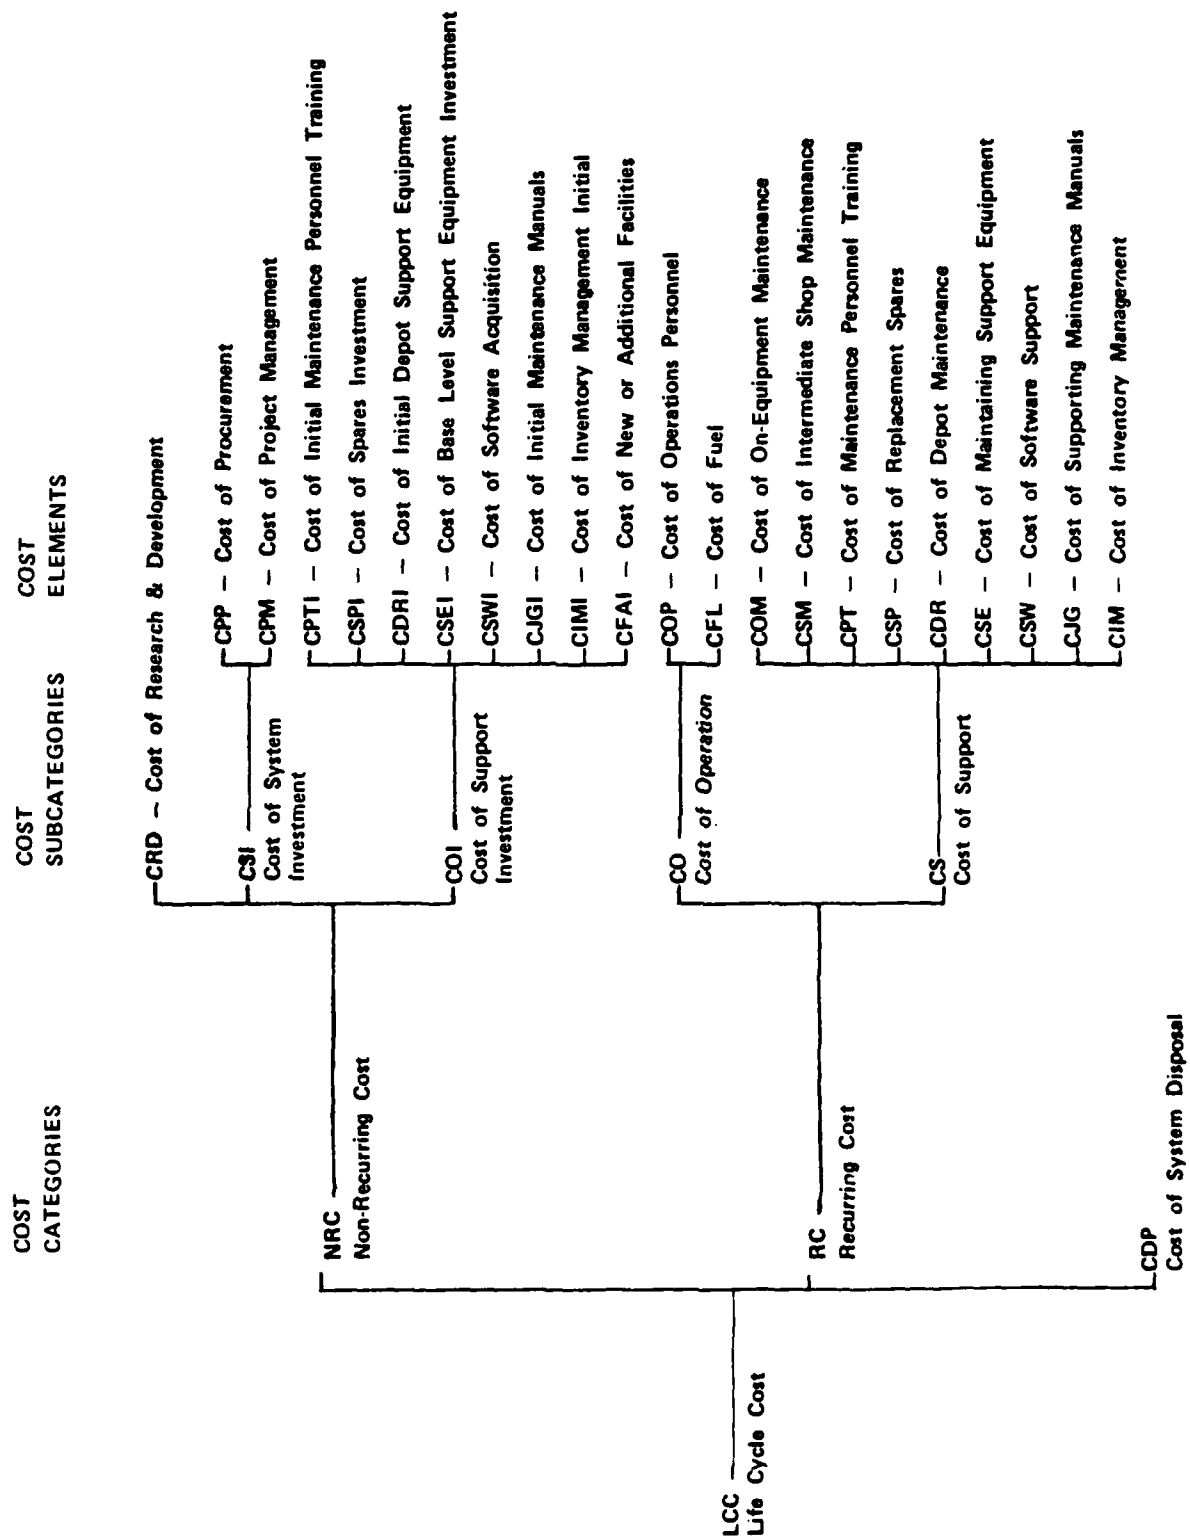 COST
CATEGORIES
COST
SUBCATEGORIES
COST
ELEMENTS
LCC —
Life Cycle Cost
NRC —
Non-Recurring Cost
RC —
Recurring Cost
CDP
Cost of System Disposal
CRD — Cost of Research & Development
CSI
Cost of System
Investment
COI —
Cost of Support
Investment
CO —
Cost of Operation
CS —
Cost of Support
CPP — Cost of Procurement
CPM — Cost of Project Management
CPTI — Cost of Initial Maintenance Personnel Training
CSPI — Cost of Spares Investment
CDRI — Cost of Initial Depot Support Equipment
CSEI — Cost of Base Level Support Equipment Investment
CSWI — Cost of Software Acquisition
CJGI — Cost of Initial Maintenance Manuals
CIMI — Cost of Inventory Management Initial
CFAI — Cost of New or Additional Facilities
COP — Cost of Operations Personnel
CFL — Cost of Fuel
COM — Cost of On-Equipment Maintenance
CSM — Cost of Intermediate Shop Maintenance
CPT — Cost of Maintenance Personnel Training
CSP — Cost of Replacement Spares
CDR — Cost of Depot Maintenance
CSE — Cost of Maintaining Support Equipment
CSW — Cost of Software Support
CJG — Cost of Supporting Maintenance Manuals
CIM — Cost of Inventory Management